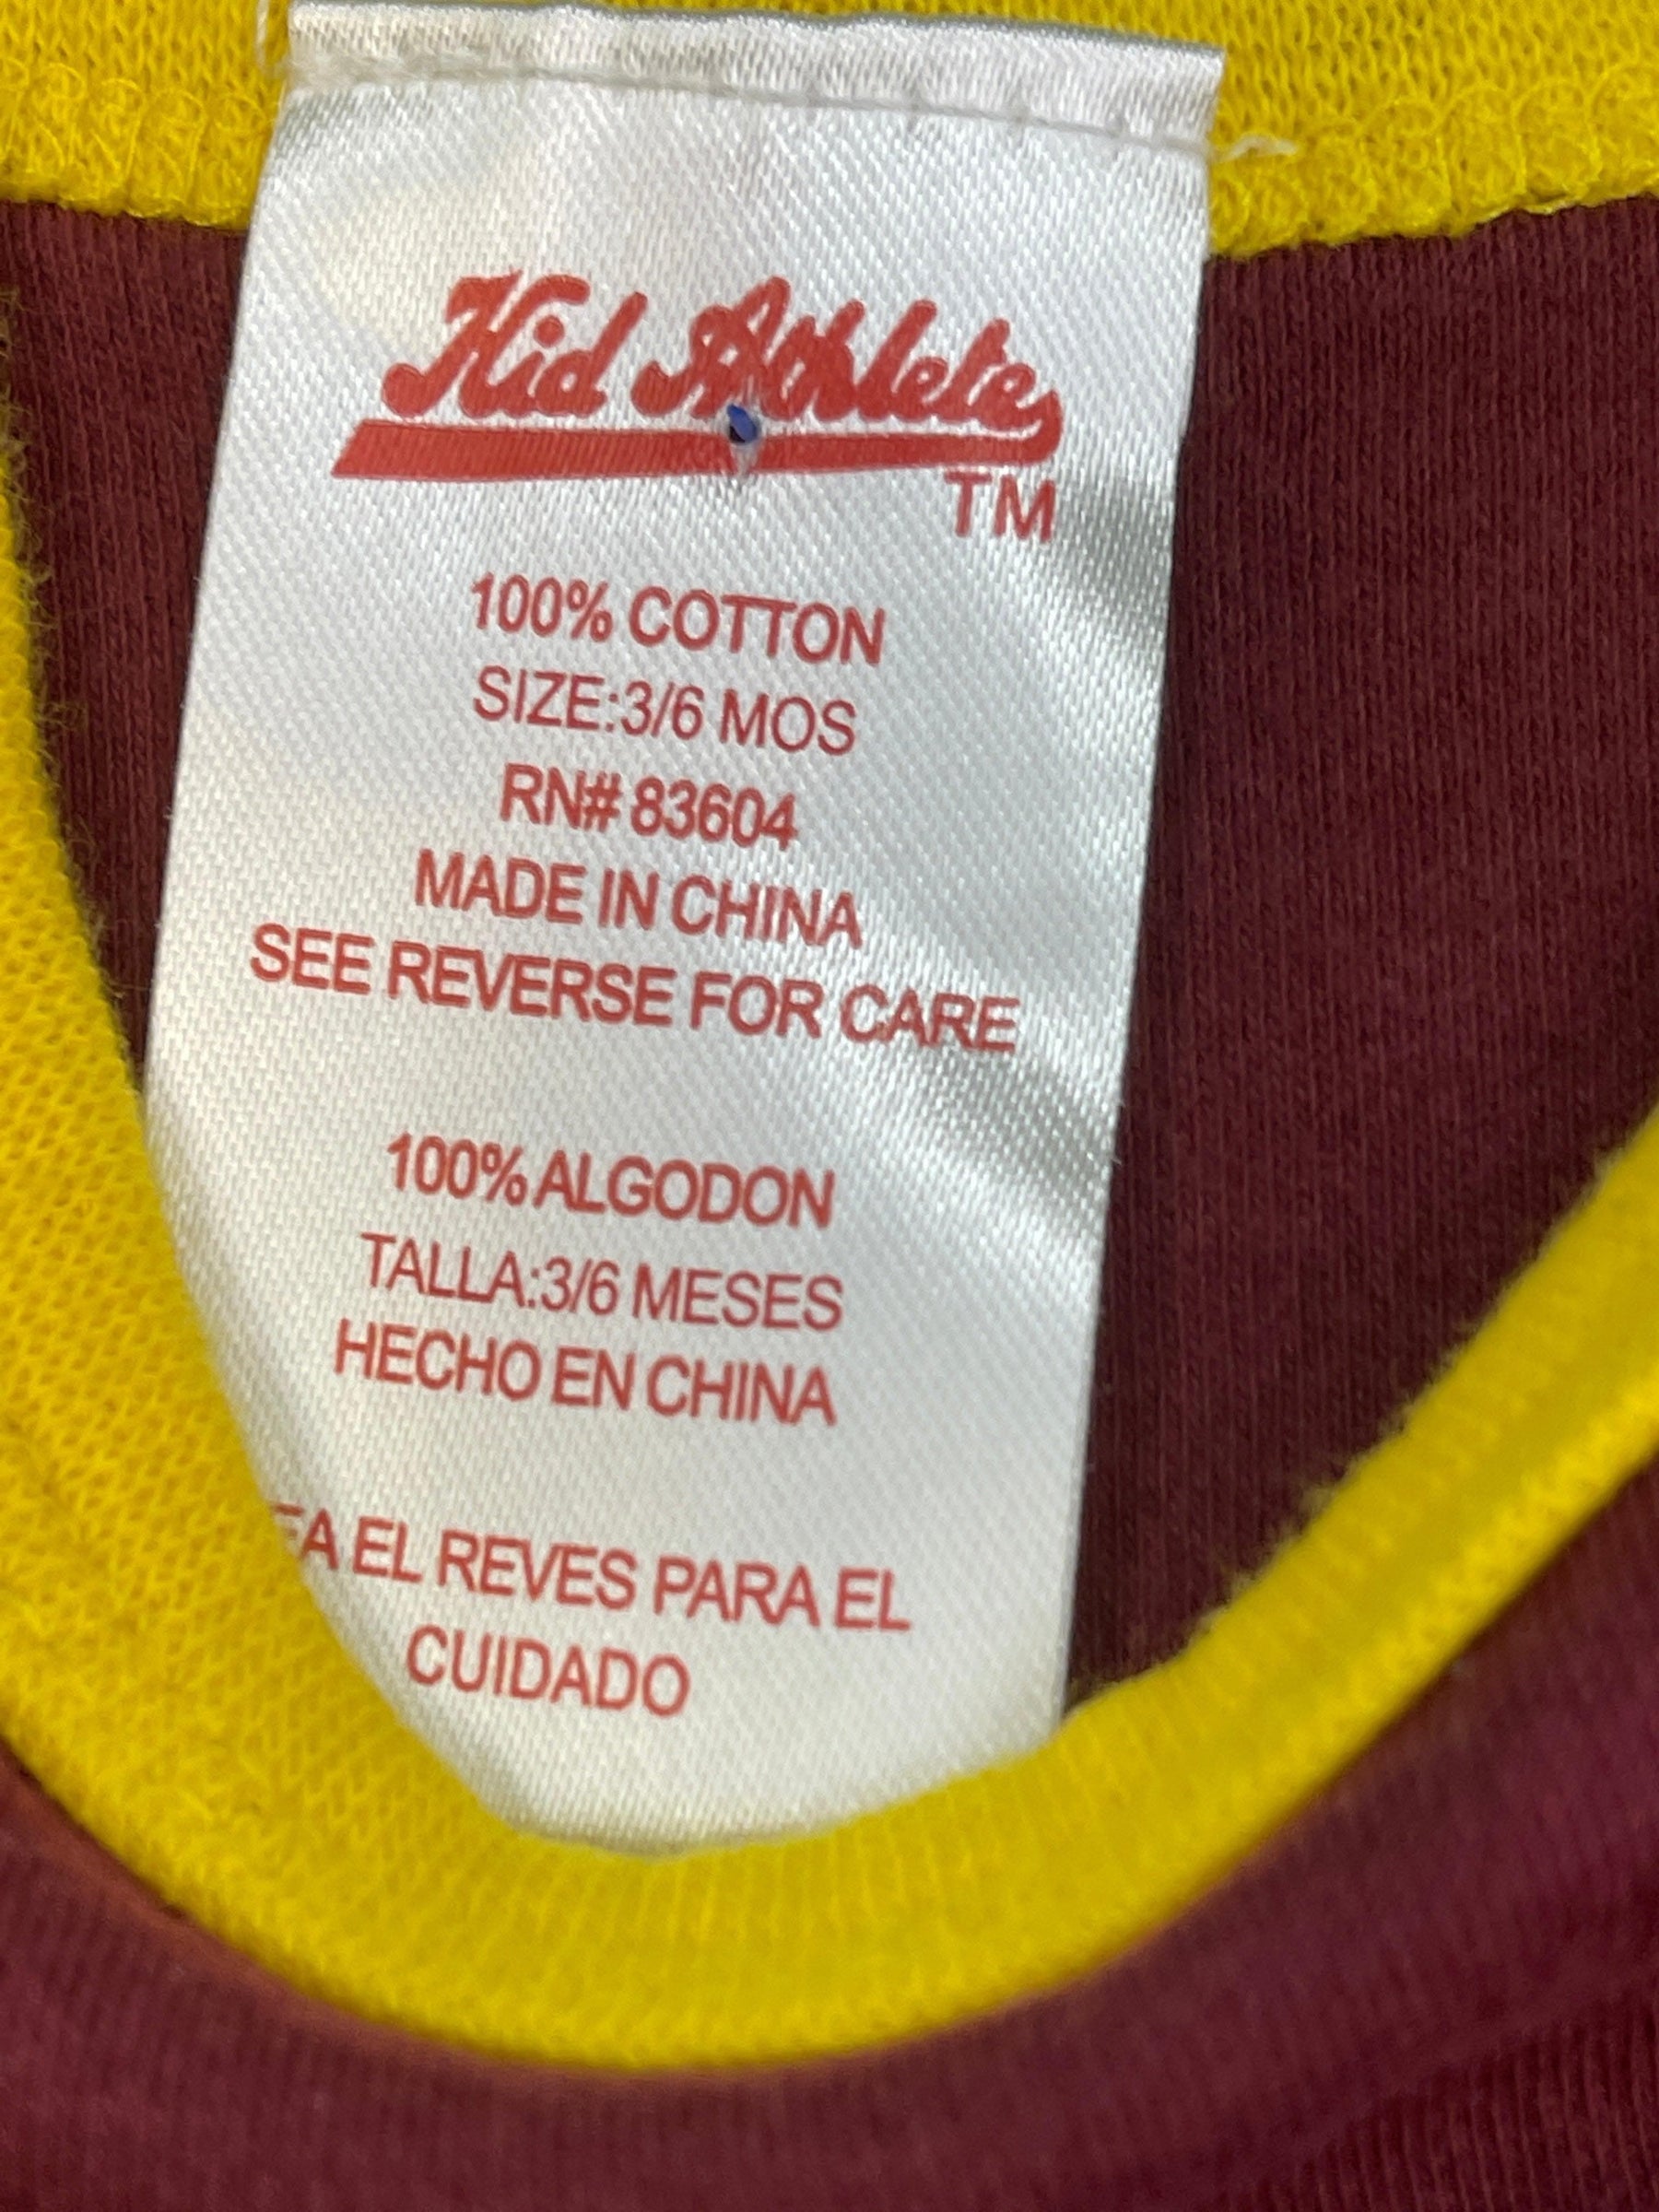 Kid Athlete
TM
100% COTTON
SIZE:3/6 MOS
RN# 83604
MADE IN CHINA
SEE REVERSE FOR CARE
100% ALGODON
TALLA:3/6 MESES
HECHO EN CHINA
EL REVES PARA EL
CUIDADO